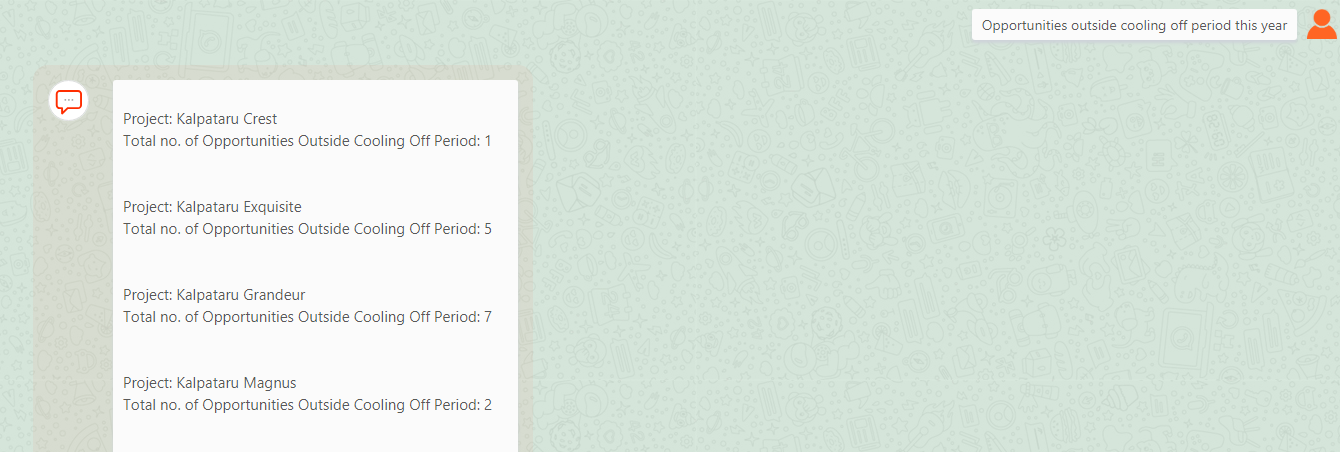 Opportunities outside cooling off period this year
Project: Kalpataru Crest
Total no. of Opportunities Outside Cooling Off Period: 1
Project: Kalpataru Exquisite
Total no. of Opportunities Outside Cooling Off Period: 5
Project: Kalpataru Grandeur
Total no. of Opportunities Outside Cooling Off Period: 7
Project: Kalpataru Magnus
Total no. of Opportunities Outside Cooling Off Period: 2